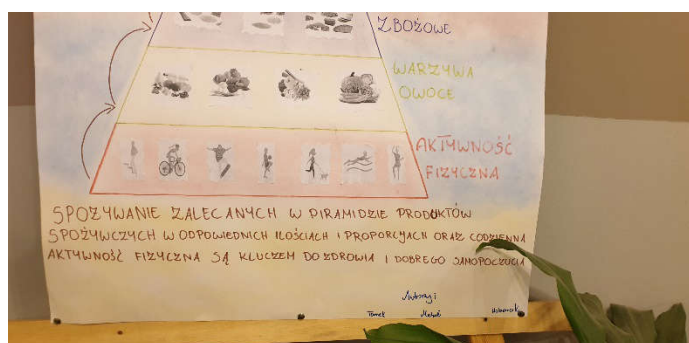 ZBOŻOWE
WARZYWA
OWOCE
AKTYWNOŚĆ
FIZYCZNA
SPOŻYWANIE ZALECANYCH W PIRAMIDZIE PRODUKTÓW
SPOŻYWCZYCH W ODPOWIEDNICH ILOŚCIACH I PROPORCJACH ORAZ CODZIENNA
AKTYWNOŚĆ FIZYCZNA SĄ KLUCZEM DO ZDROWIA I DOBREGO SAMOPOCZUCIA